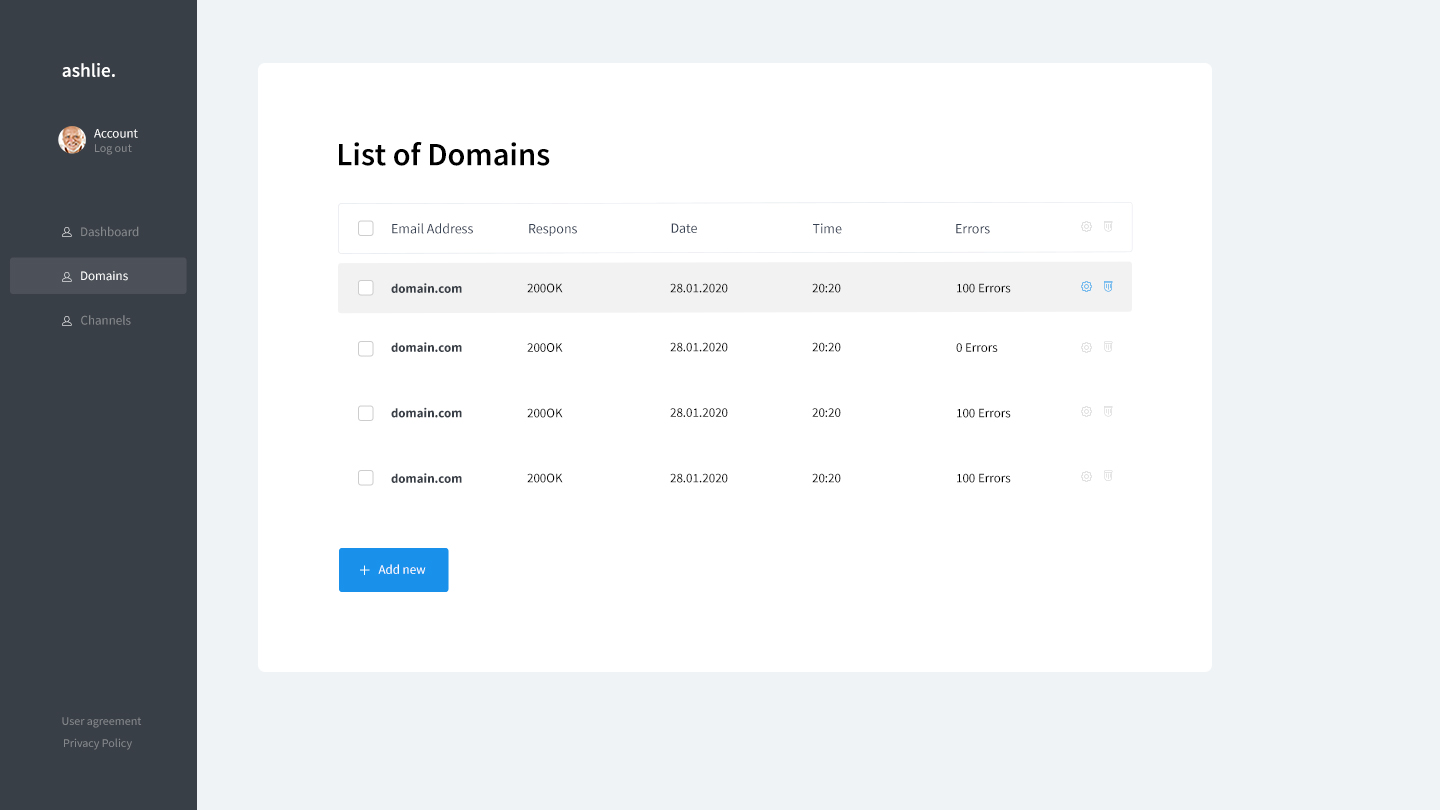 ashlie.
Account
Log out
Dashboard
Domains
Channels
User agreement
Privacy Policy
List of Domains
Email Address Respons Date Time Errors
domain.com 200OK 28.01.2020 20:20 100 Errors
domain.com 200OK 28.01.2020 20:20 0 Errors
domain.com 200OK 28.01.2020 20:20 100 Errors
domain.com 200OK 28.01.2020 20:20 100 Errors
+ Add new